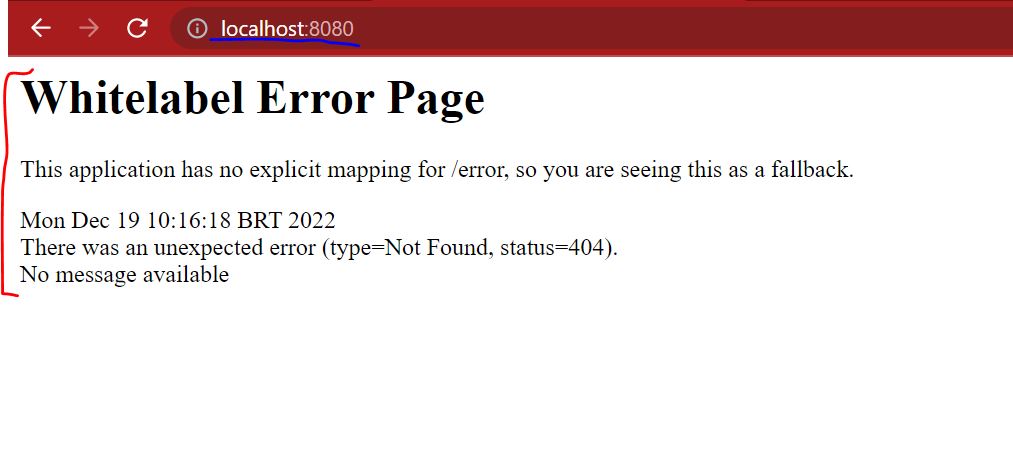 localhost:8080
Whitelabel Error Page
This application has no explicit mapping for /error, so you are seeing this as a fallback.
Mon Dec 19 10:16:18 BRT 2022
There was an unexpected error (type=Not Found, status=404).
No message available